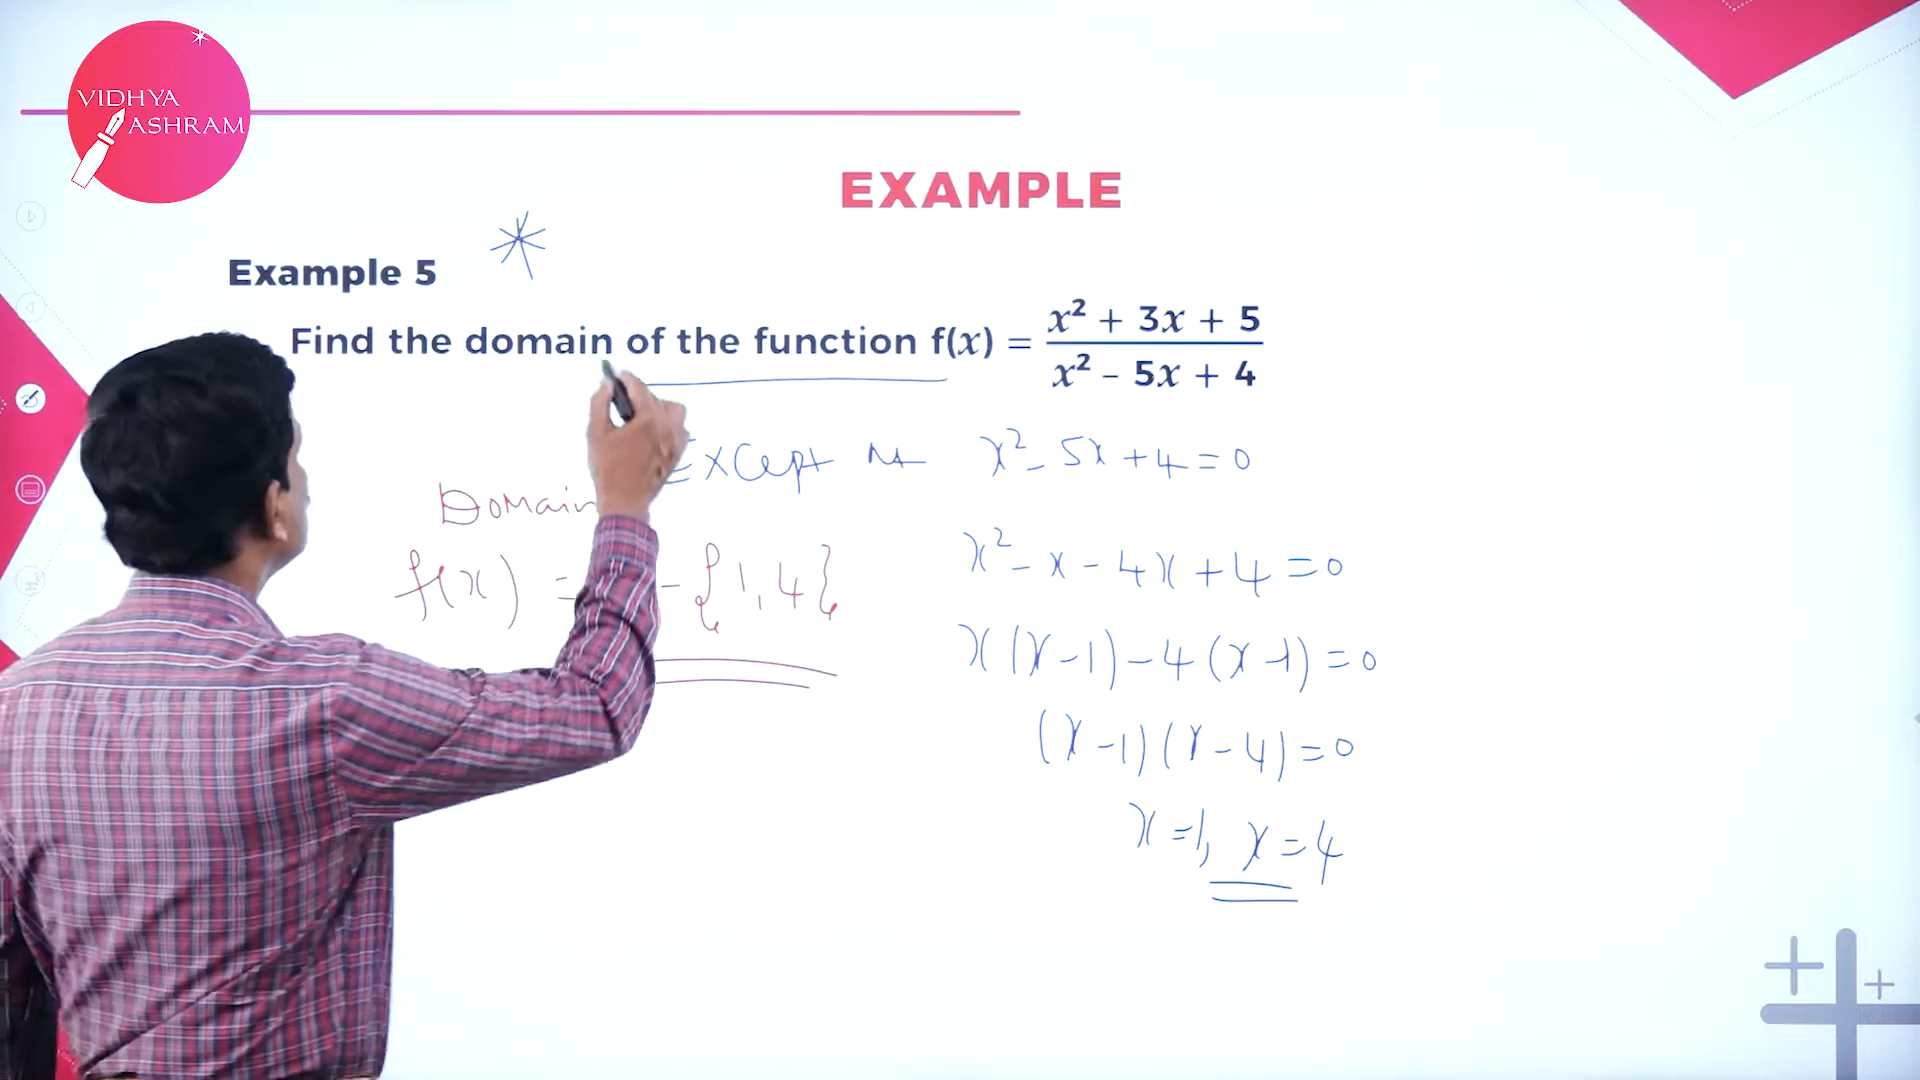 VIDHYA
ASHRAM
EXAMPLE
Example 5
Find the domain of the function f(x) = x² + 3x + 5
x² – 5x + 4
Except x² - 5x + 4 = 0
Domain
x² - x - 4x + 4 = 0
f(x) = - {1, 4}
x(x-1) - 4(x-1) = 0
(x-1)(x-4) = 0
x=1, x=4